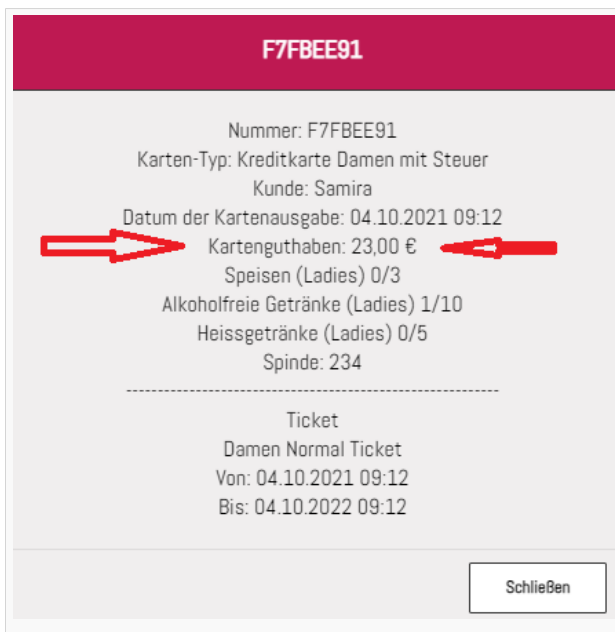 F7FBEE91
Nummer: F7FBEE91
Karten-Typ: Kreditkarte Damen mit Steuer
Kunde: Samira
Datum der Kartenausgabe: 04.10.2021 09:12
Kartenguthaben: 23,00 €
Speisen (Ladies) 0/3
Alkoholfreie Getränke (Ladies) 1/10
Heissgetränke (Ladies) 0/5
Spinde: 234
------------------------------------------------------------
Ticket
Damen Normal Ticket
Von: 04.10.2021 09:12
Bis: 04.10.2022 09:12
Schließen